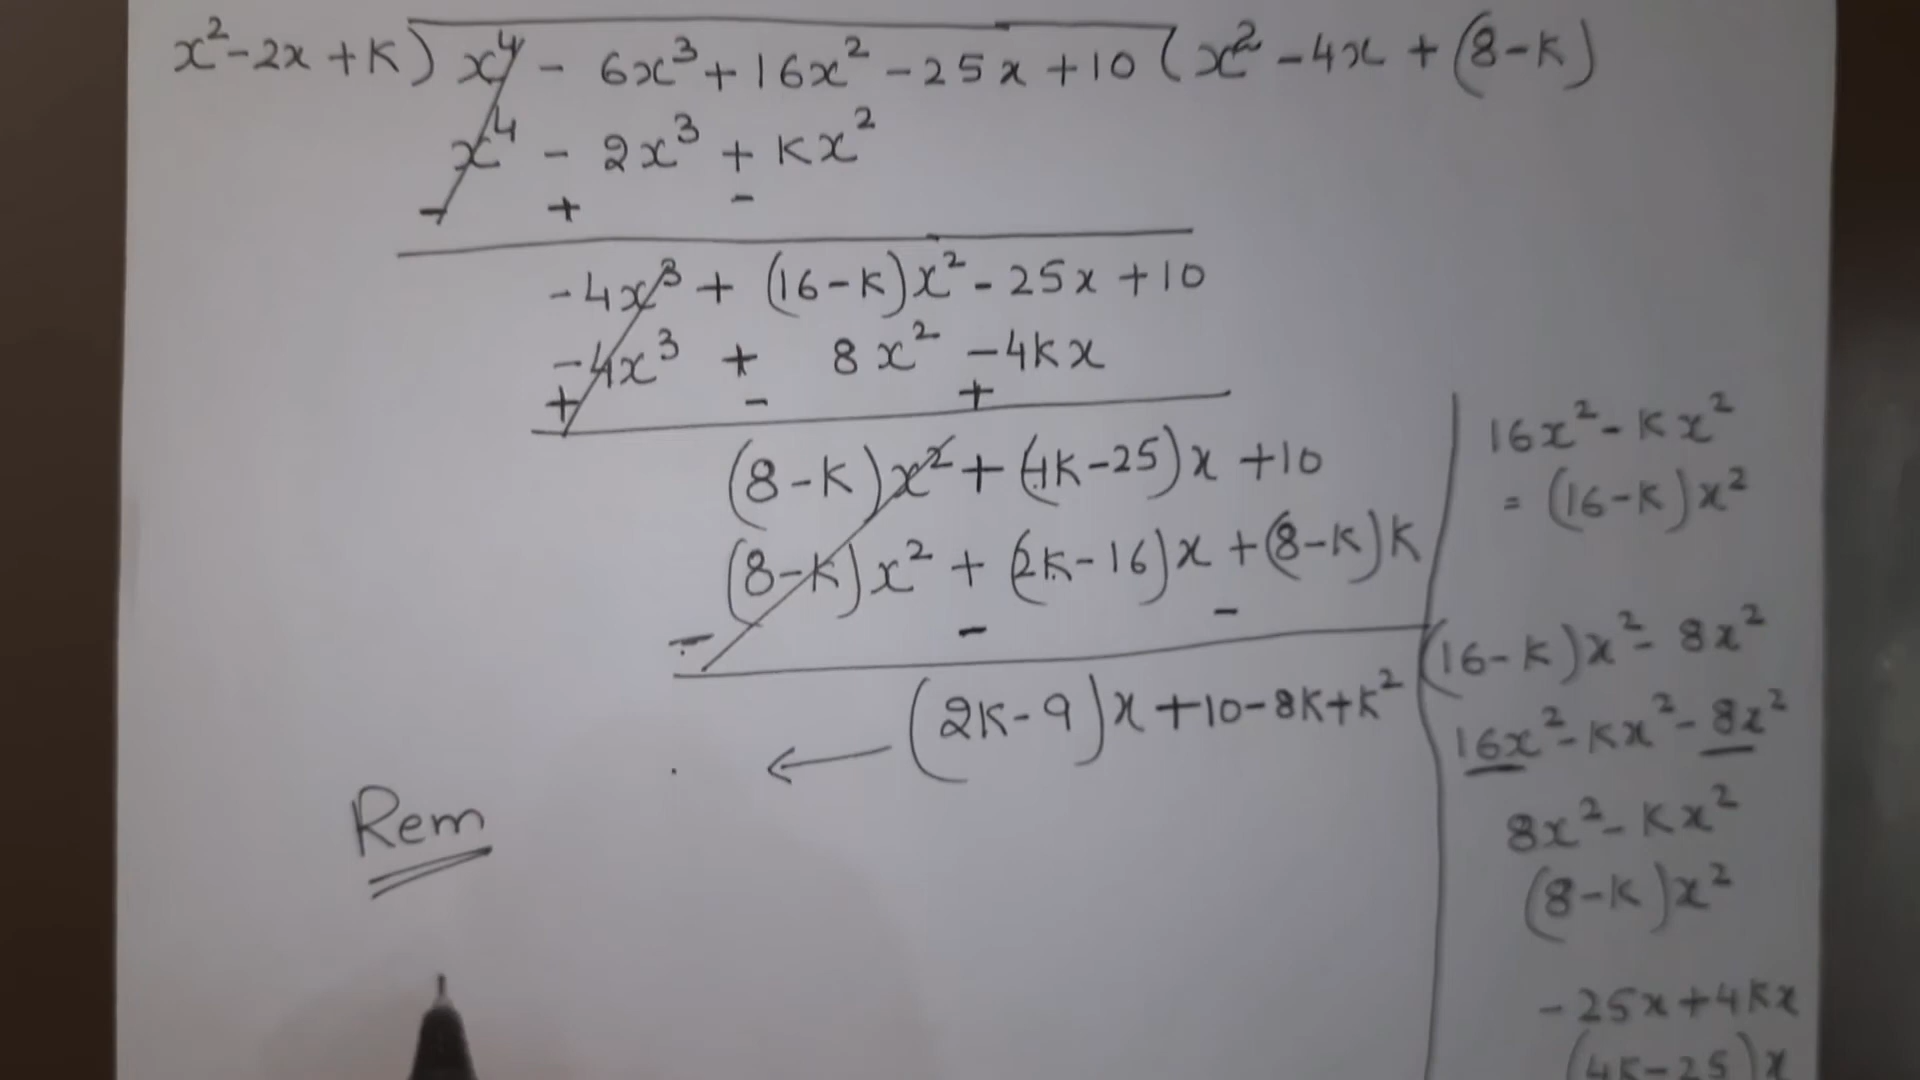 x² - 2x + K) x⁴ - 6x³ + 16x² - 25x + 10 (x² - 4x + (8-K)
x⁴ - 2x³ + Kx²
- + -
-4x³ + (16-K)x² - 25x + 10
-4x³ + 8x² - 4Kx
+ - +
(8-K)x² + (4K-25)x + 10
(8-K)x² + (2K-16)x + (8-K)K
- - -
(2K-9)x + 10 - 8K + K²
←
Rem
16x² - Kx²
= (16-K)x²
(16-K)x² - 8x²
16x² - Kx² - 8x²
8x² - Kx²
(8-K)x²
-25x + 4Kx
(4K-25)x